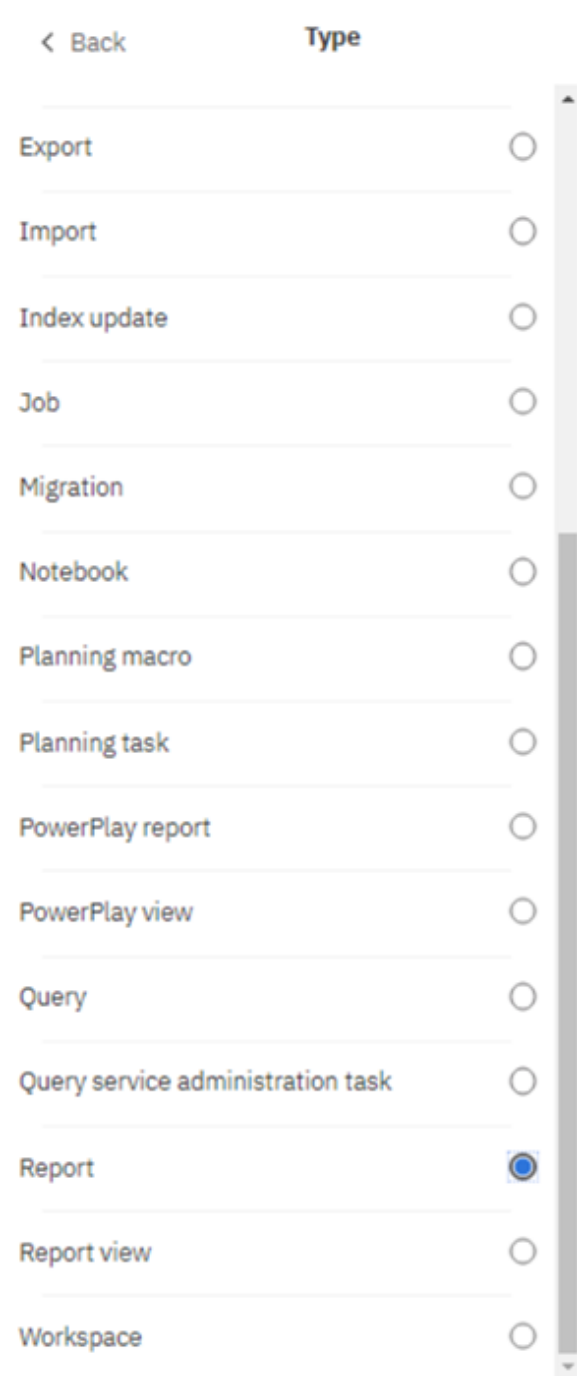 Back
Type
Export
Import
Index update
Job
Migration
Notebook
Planning macro
Planning task
PowerPlay report
PowerPlay view
Query
Query service administration task
Report
Report view
Workspace